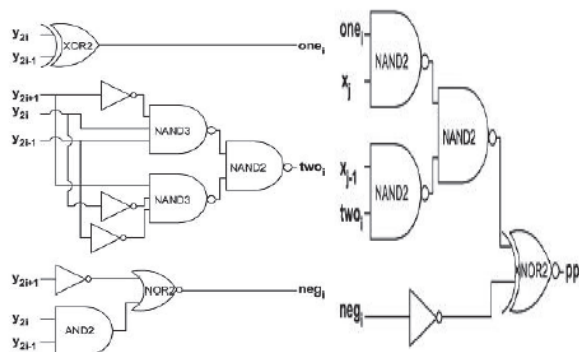 y2i
y2i-1
XOR2
onei
y2i+1
y2i
y2i-1
NAND3
NAND3
NAND2
twoi
y2i+1
y2i
y2i-1
AND2
NOR2
negi
onei
xj
NAND2
NAND2
xj-1
twoi
NAND2
XNOR2
pp
negi